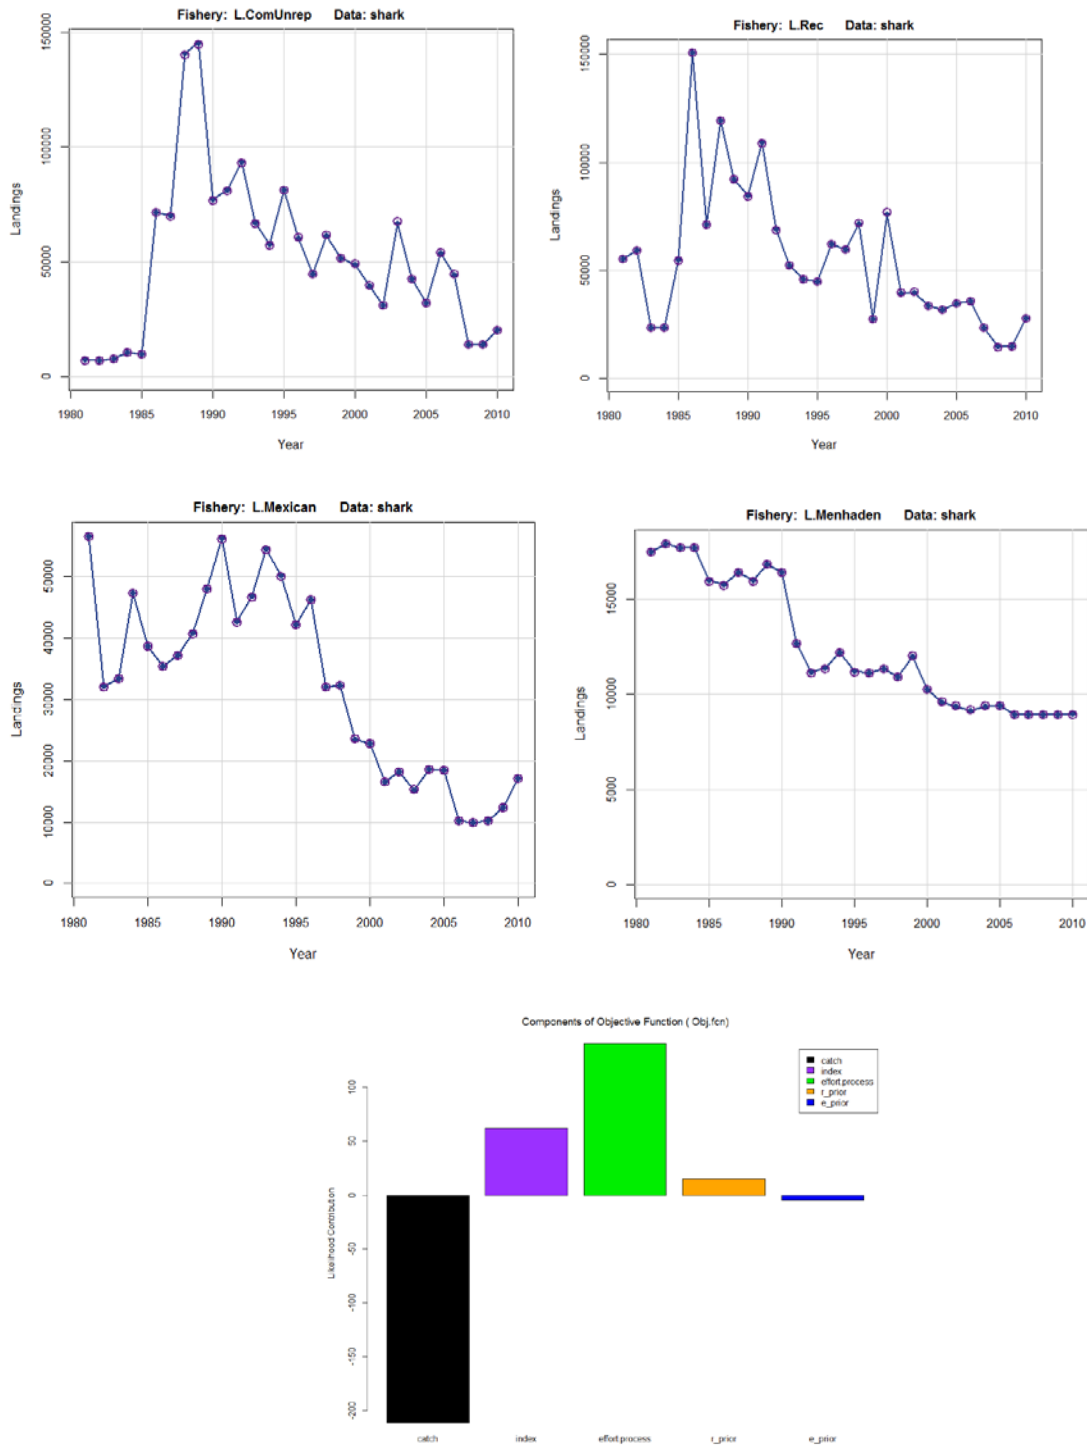 Fishery: L.ComUnrep Data: shark
150000
100000
50000
0
Landings
1980 1985 1990 1995 2000 2005 2010
Year
Fishery: L.Rec Data: shark
150000
100000
50000
0
Landings
1980 1985 1990 1995 2000 2005 2010
Year
Fishery: L.Mexican Data: shark
50000
40000
30000
20000
10000
0
Landings
1980 1985 1990 1995 2000 2005 2010
Year
Fishery: L.Menhaden Data: shark
15000
10000
5000
0
Landings
1980 1985 1990 1995 2000 2005 2010
Year
Components of Objective Function ( Obj.fcn)
catch
index
effort.process
r_prior
e_prior
100
50
0
-50
-100
-150
-200
Likelihood Contribution
catch index effort.process r_prior e_prior